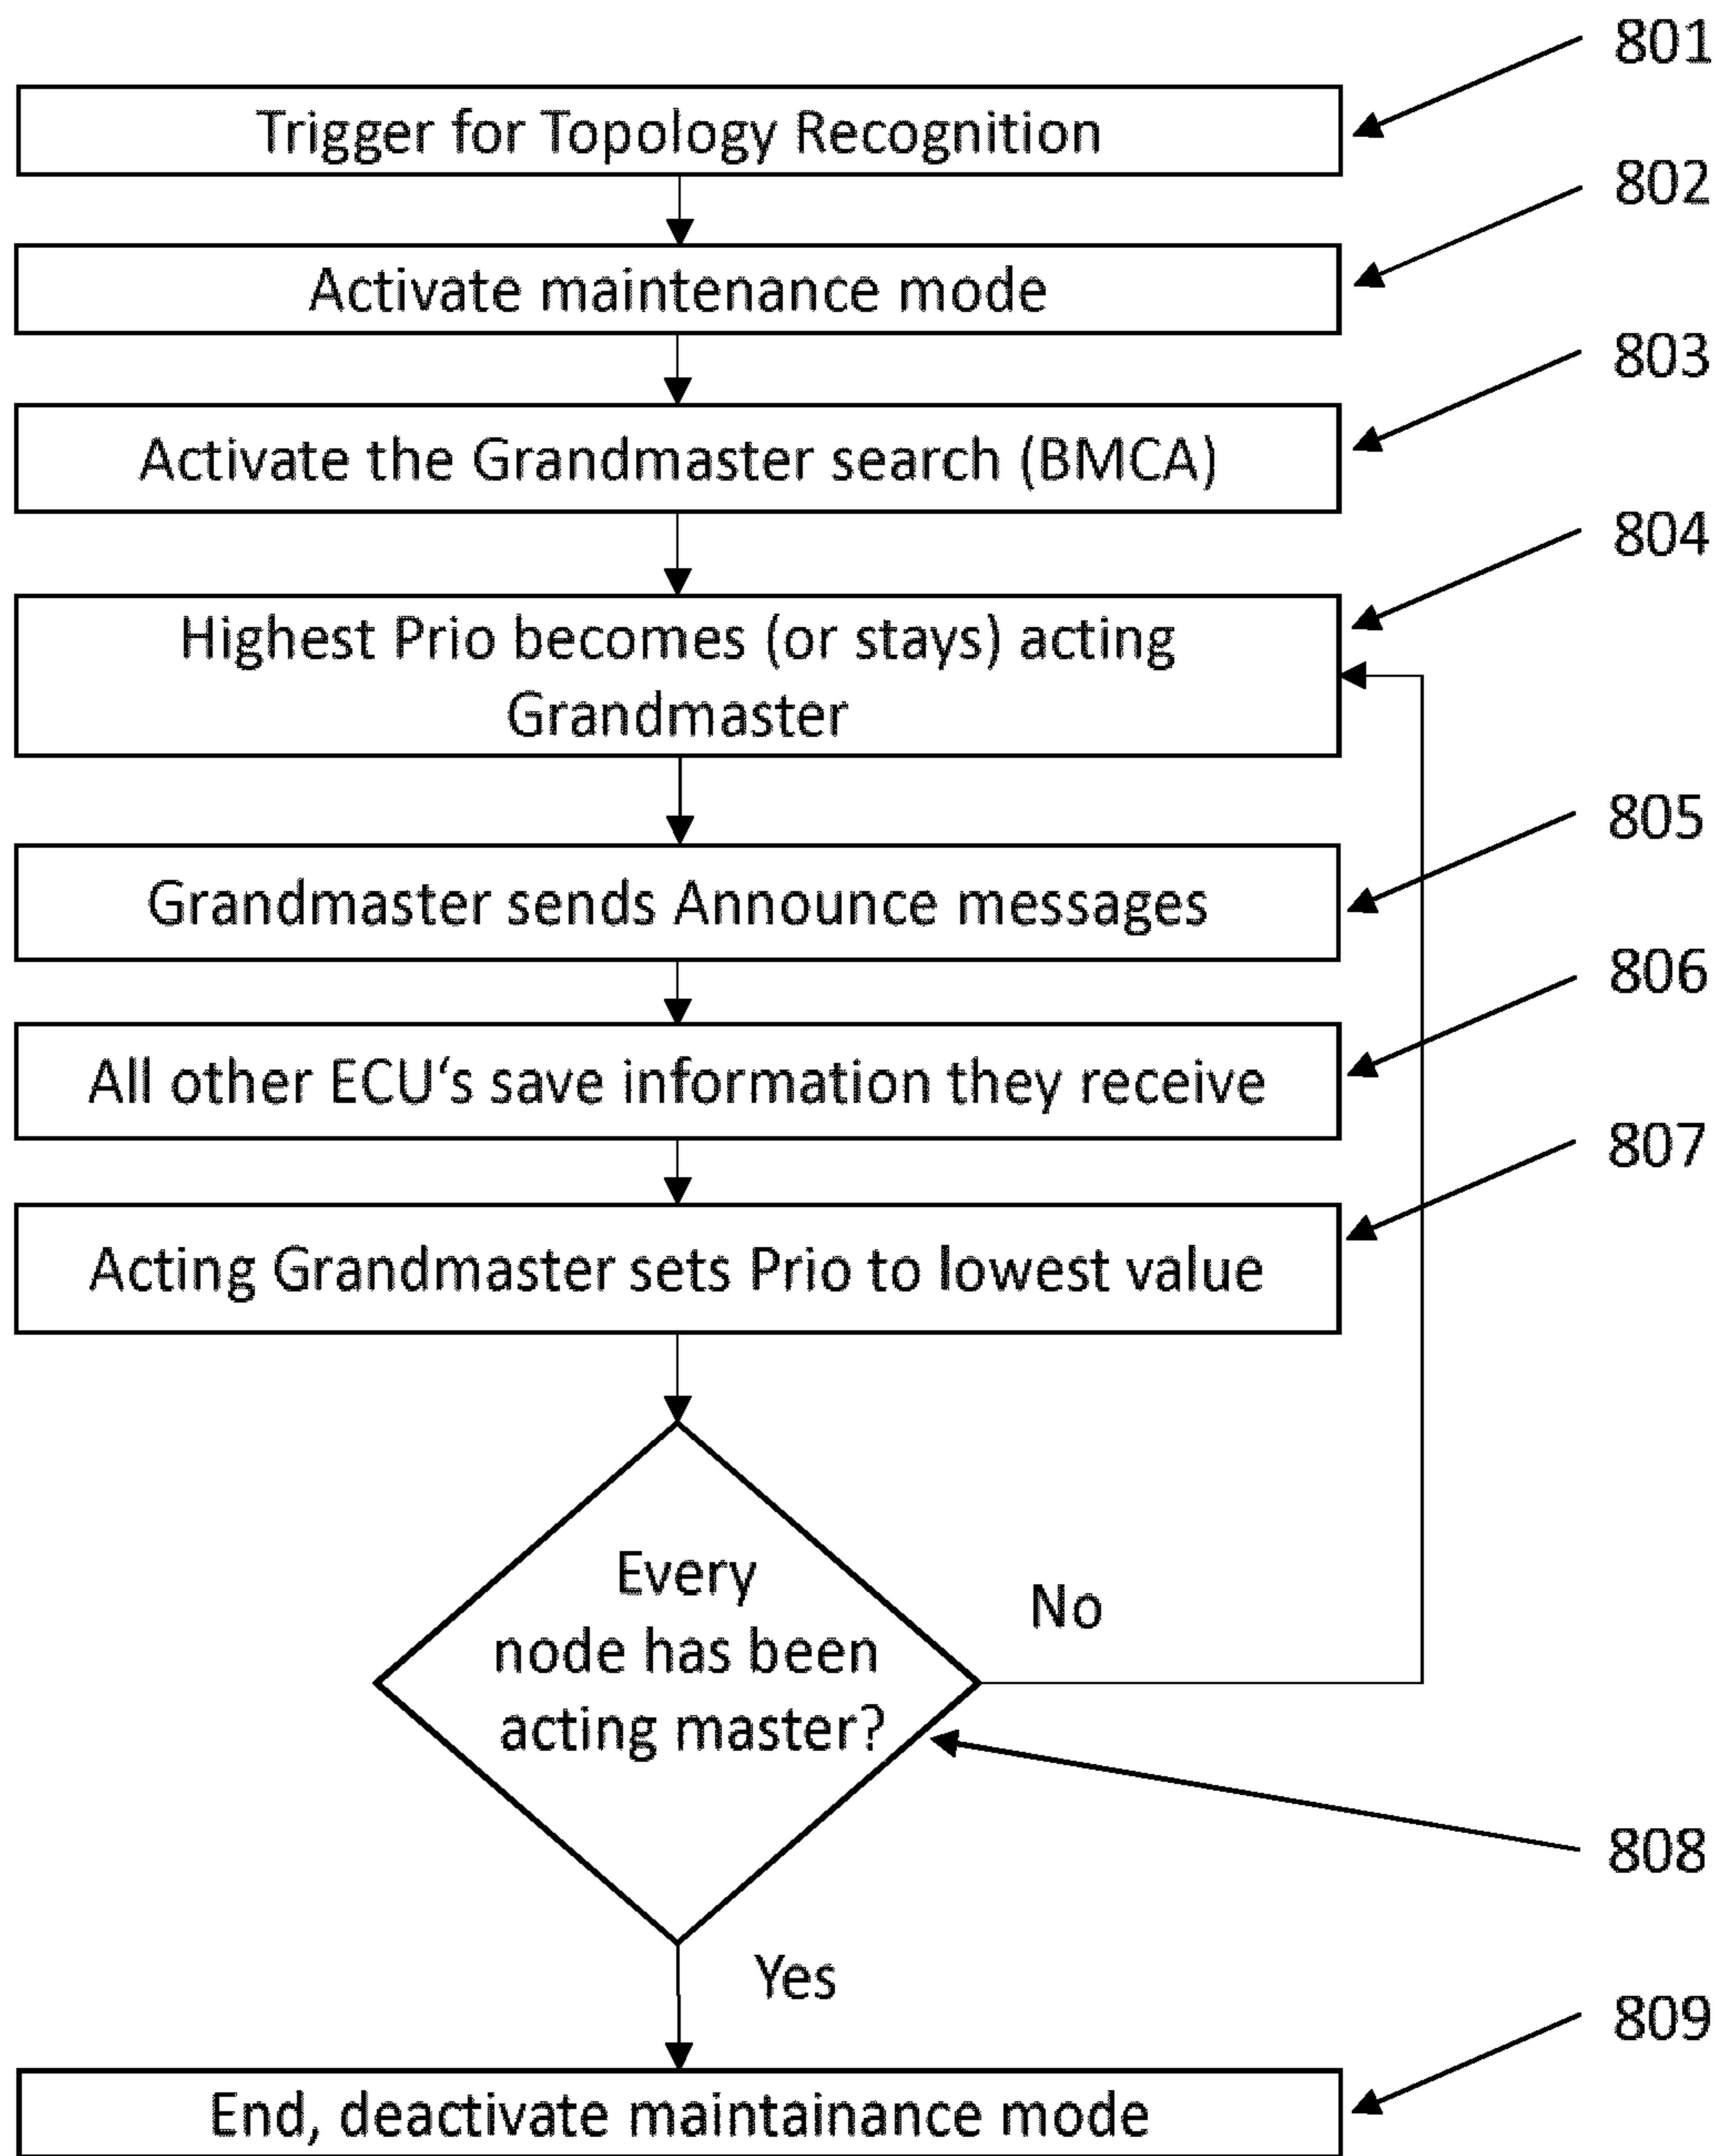 801
Trigger for Topology Recognition
802
Activate maintenance mode
803
Activate the Grandmaster search (BMCA)
804
Highest Prio becomes (or stays) acting
Grandmaster
805
Grandmaster sends Announce messages
806
All other ECU‘s save information they receive
807
Acting Grandmaster sets Prio to lowest value
Every
node has been
acting master?
No
808
Yes
809
End, deactivate maintainance mode